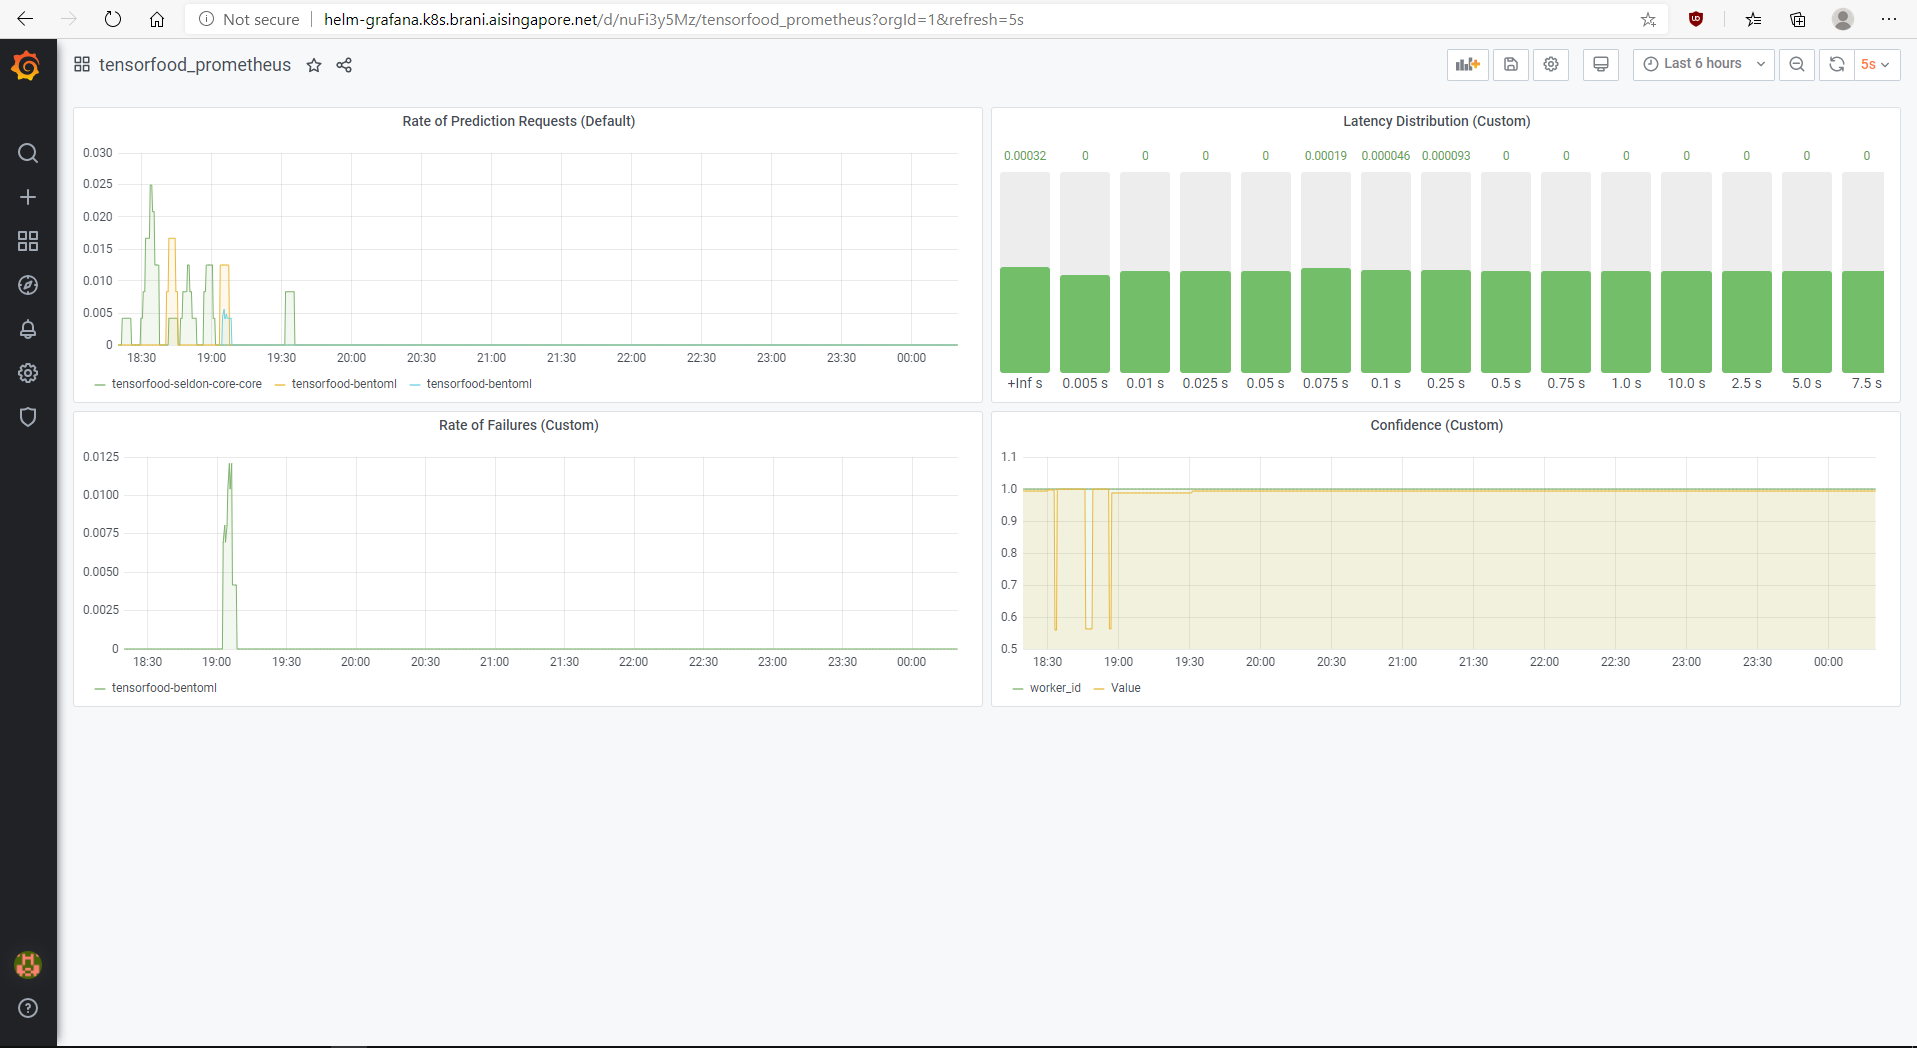 Not secure helm-grafana.k8s.brani.aisingapore.net/d/nuFi3y5Mz/tensorfood_prometheus?orgId=1&refresh=5s
tensorfood_prometheus
Last 6 hours
5s
Rate of Prediction Requests (Default)
0.030
0.025
0.020
0.015
0.010
0.005
0
18:30 19:00 19:30 20:00 20:30 21:00 21:30 22:00 22:30 23:00 23:30 00:00
tensorfood-seldon-core-core tensorfood-bentoml tensorfood-bentoml
Latency Distribution (Custom)
0.00032 0 0 0 0 0.00019 0.000046 0.000093 0 0 0 0 0 0 0
+Inf s 0.005 s 0.01 s 0.025 s 0.05 s 0.075 s 0.1 s 0.25 s 0.5 s 0.75 s 1.0 s 10.0 s 2.5 s 5.0 s 7.5 s
Rate of Failures (Custom)
0.0125
0.0100
0.0075
0.0050
0.0025
0
18:30 19:00 19:30 20:00 20:30 21:00 21:30 22:00 22:30 23:00 23:30 00:00
tensorfood-bentoml
Confidence (Custom)
1.1
1.0
0.9
0.8
0.7
0.6
0.5
18:30 19:00 19:30 20:00 20:30 21:00 21:30 22:00 22:30 23:00 23:30 00:00
worker_id Value